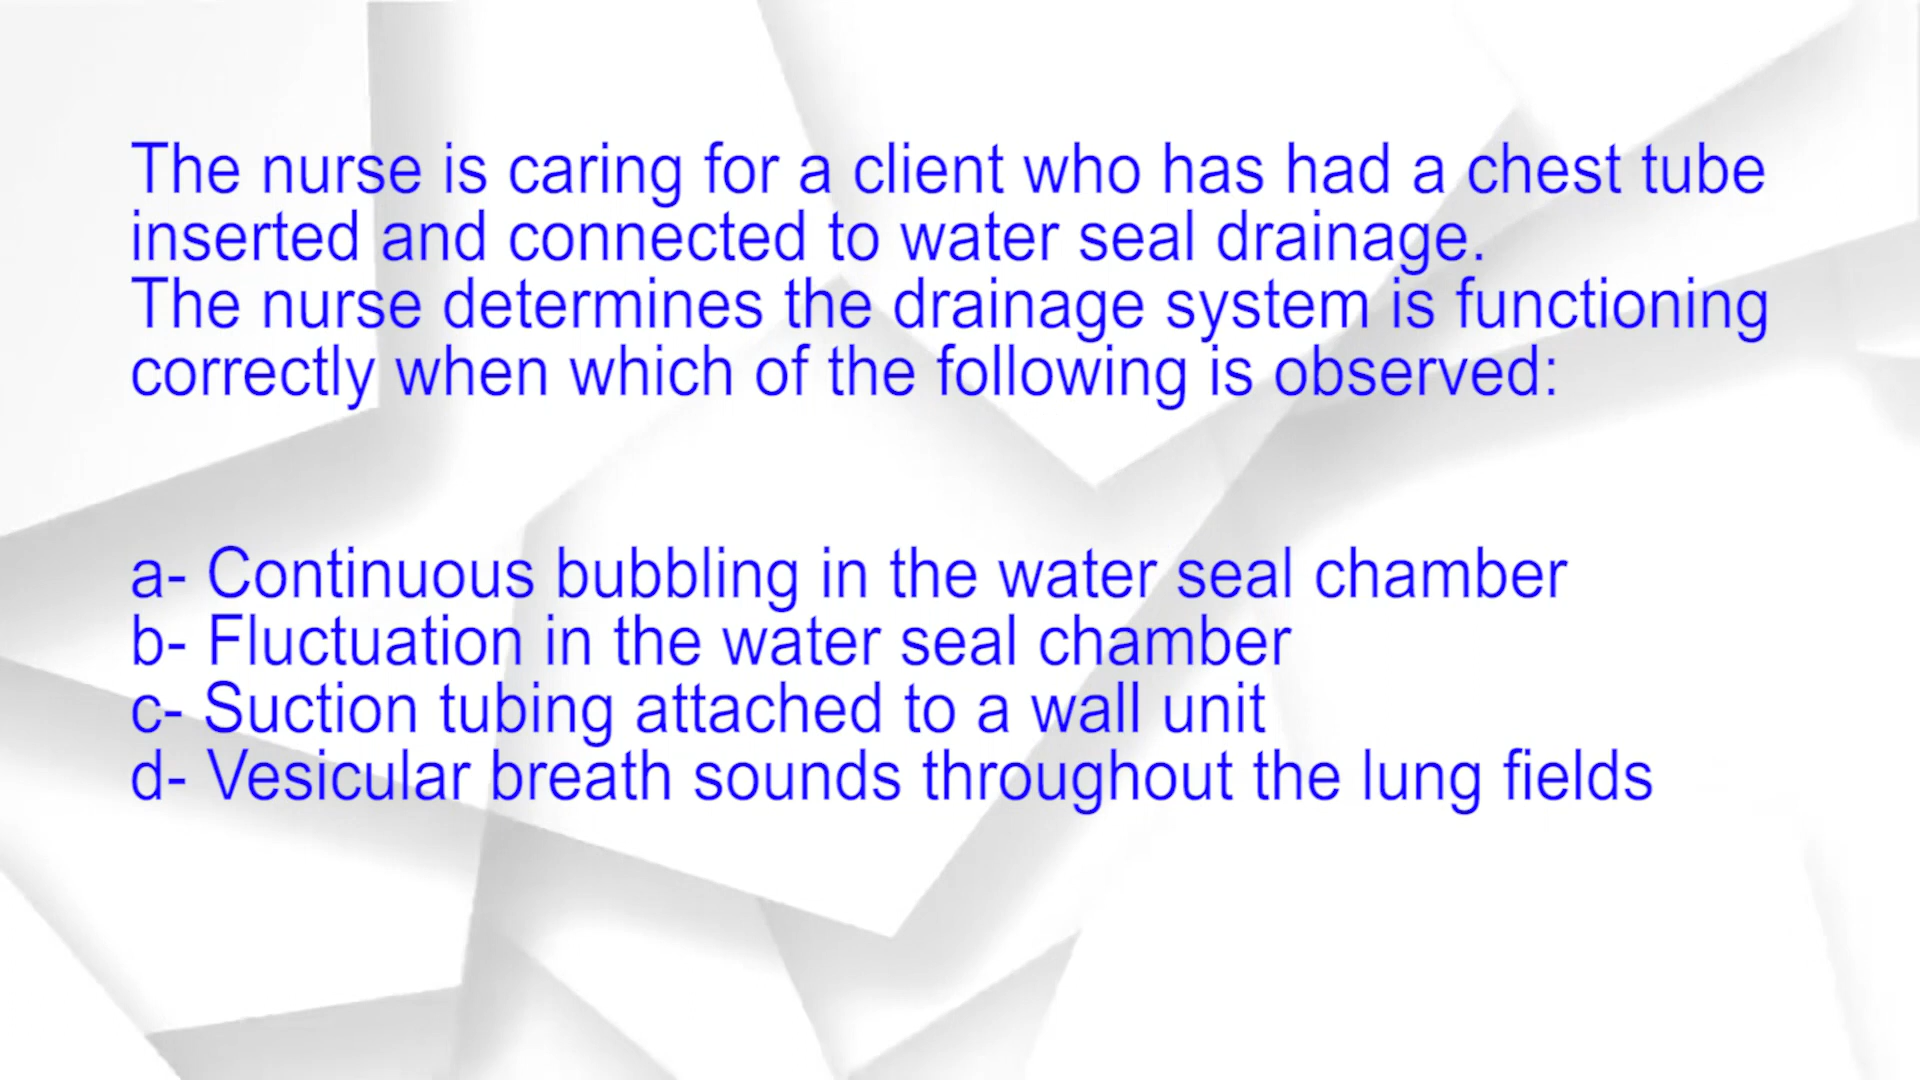 The nurse is caring for a client who has had a chest tube
inserted and connected to water seal drainage.
The nurse determines the drainage system is functioning
correctly when which of the following is observed:
a- Continuous bubbling in the water seal chamber
b- Fluctuation in the water seal chamber
c- Suction tubing attached to a wall unit
d- Vesicular breath sounds throughout the lung fields